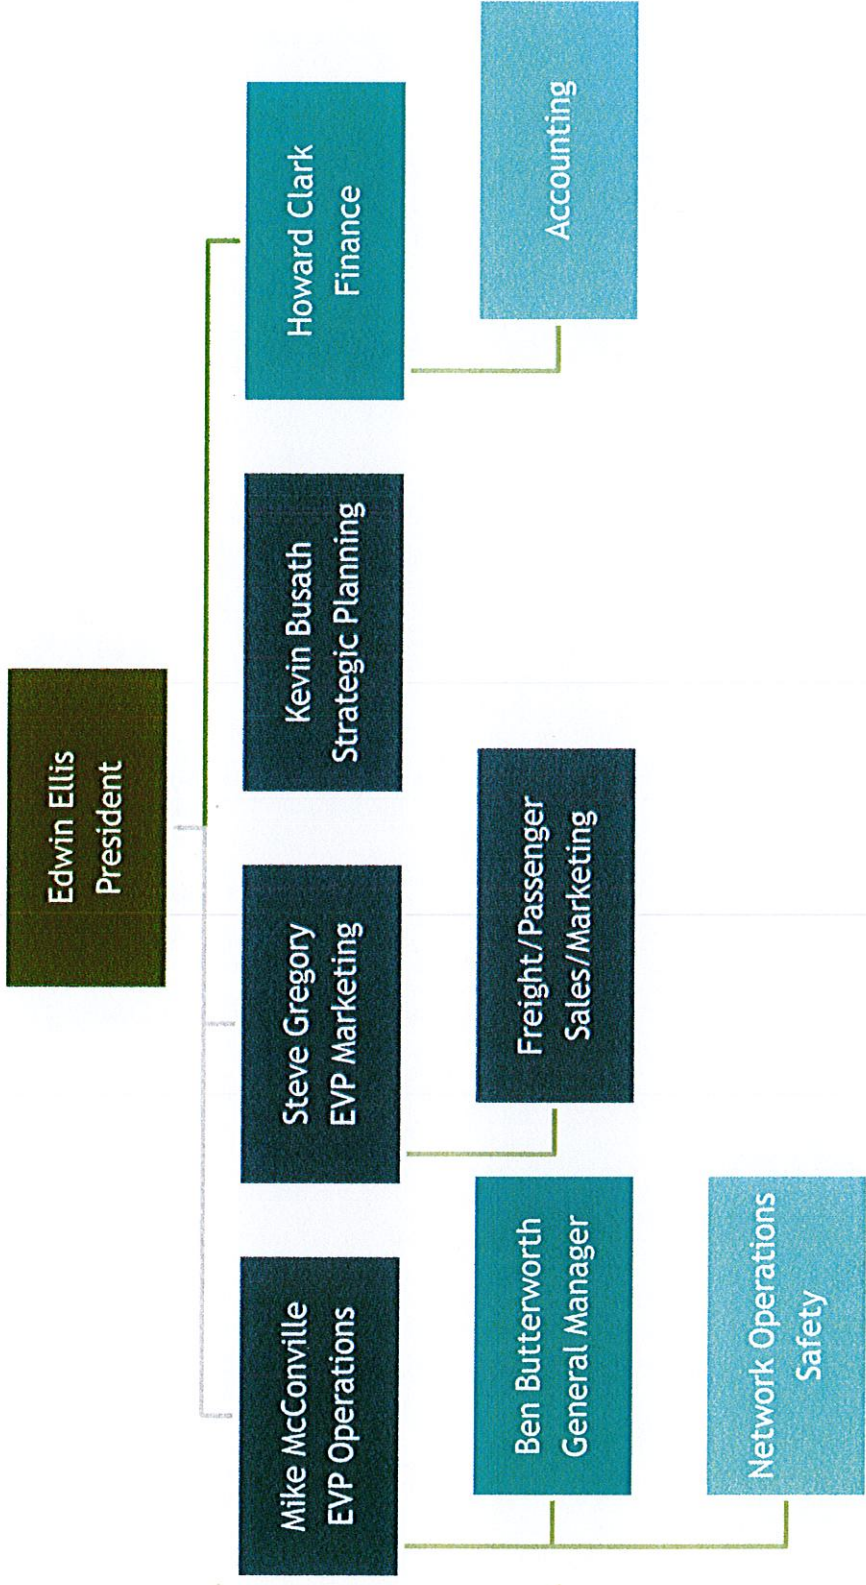 Edwin Ellis
President
Mike McConville
EVP Operations
Steve Gregory
EVP Marketing
Kevin Busath
Strategic Planning
Howard Clark
Finance
Ben Butterworth
General Manager
Freight/Passenger
Sales/Marketing
Accounting
Network Operations
Safety